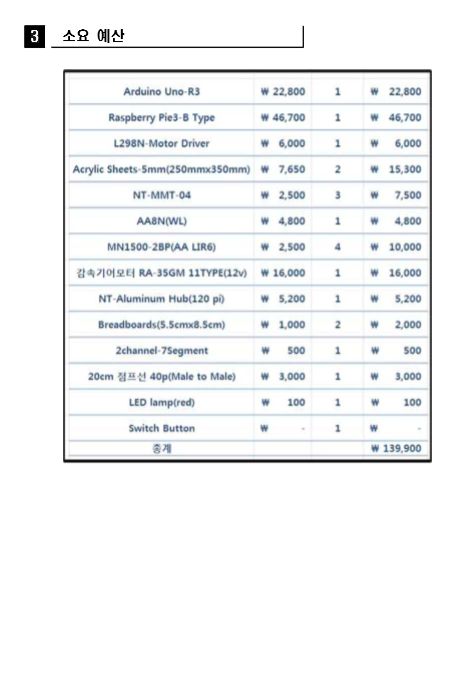 3 소요 예산
Arduino Uno-R3 ₩ 22,800 1 ₩ 22,800
Raspberry Pie3-B Type ₩ 46,700 1 ₩ 46,700
L298N-Motor Driver ₩ 6,000 1 ₩ 6,000
Acrylic Sheets-5mm(250mmx350mm) ₩ 7,650 2 ₩ 15,300
NT-MMT-04 ₩ 2,500 3 ₩ 7,500
AA8N(WL) ₩ 4,800 1 ₩ 4,800
MN1500-2BP(AA LIR6) ₩ 2,500 4 ₩ 10,000
감속기어모터 RA-35GM 11TYPE(12v) ₩ 16,000 1 ₩ 16,000
NT-Aluminum Hub(120 pi) ₩ 5,200 1 ₩ 5,200
Breadboards(5.5cmx8.5cm) ₩ 1,000 2 ₩ 2,000
2channel-7Segment ₩ 500 1 ₩ 500
20cm 점프선 40p(Male to Male) ₩ 3,000 1 ₩ 3,000
LED lamp(red) ₩ 100 1 ₩ 100
Switch Button ₩ - 1 ₩ -
총계 ₩ 139,900